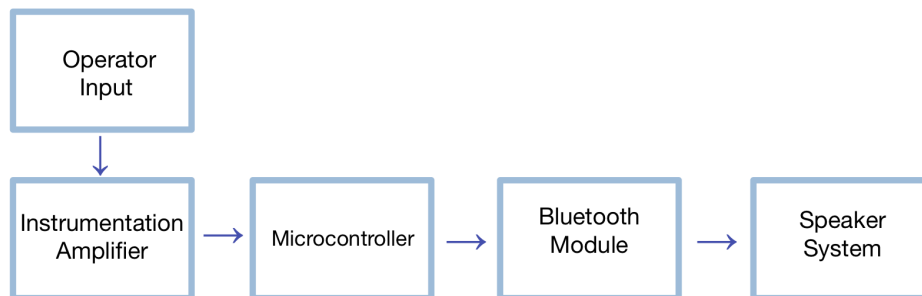 Operator
Input
Instrumentation
Amplifier
Microcontroller
Bluetooth
Module
Speaker
System